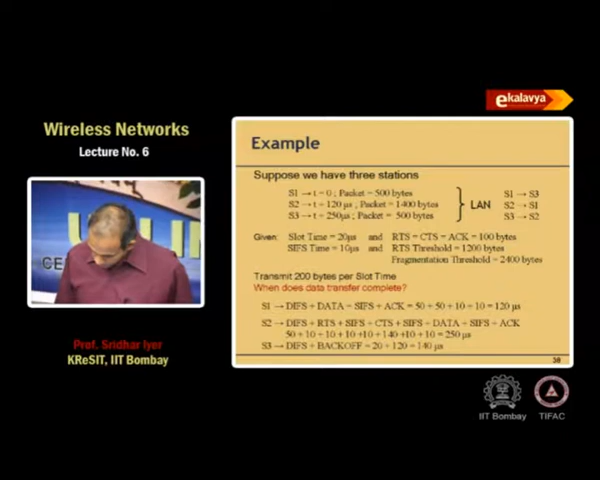 ekalavya
Wireless Networks
Lecture No. 6
Example
Suppose we have three stations
S1 → t = 0 ; Packet = 500 bytes
S2 → t = 120 μs ; Packet = 1400 bytes
S3 → t = 250μs ; Packet = 500 bytes
LAN
S1 → S3
S2 → S1
S3 → S2
Given: Slot Time = 20μs and RTS = CTS = ACK = 100 bytes
SIFS Time = 10μs and RTS Threshold = 1200 bytes
Fragmentation Threshold = 2400 bytes
Transmit 200 bytes per Slot Time
When does data transfer complete?
S1 → DIFS + DATA + SIFS + ACK = 50 + 50 + 10 + 10 = 120 μs
S2 → DIFS + RTS + SIFS + CTS + SIFS + DATA + SIFS + ACK
50 + 10 + 10 + 10 + 10 + 140 + 10 + 10 = 250 μs
S3 → DIFS + BACKOFF = 20 + 120 = 140 μs
38
CE
Prof. Sridhar Iyer
KReSIT, IIT Bombay
IIT Bombay
TIFAC